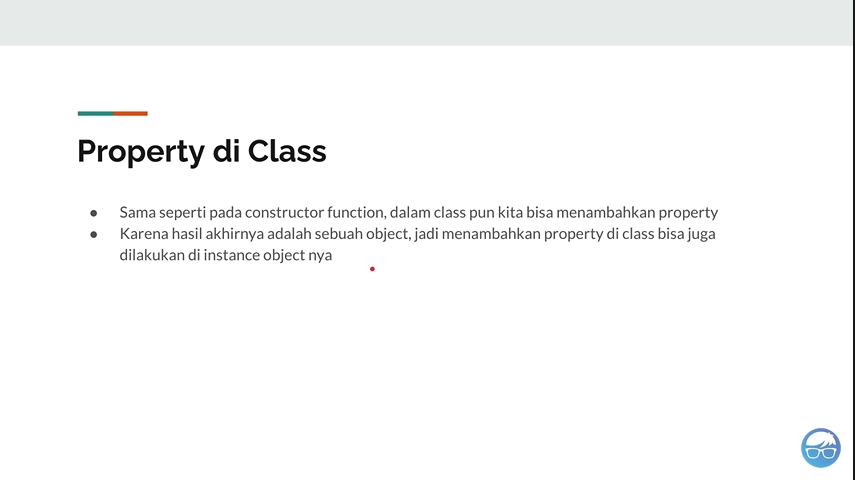 Property di Class
● Sama seperti pada constructor function, dalam class pun kita bisa menambahkan property
● Karena hasil akhirnya adalah sebuah object, jadi menambahkan property di class bisa juga
dilakukan di instance object nya